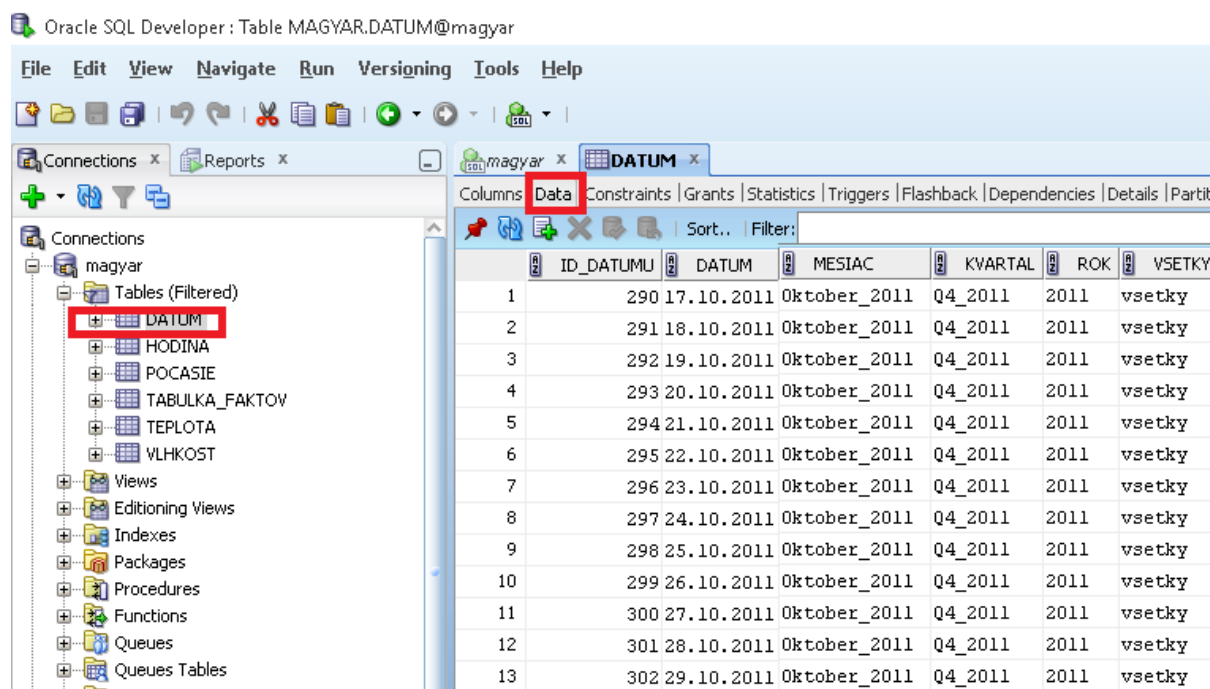 Oracle SQL Developer : Table MAGYAR.DATUM@magyar
File Edit View Navigate Run Versioning Tools Help
Connections x Reports x
Connections
magyar
Tables (Filtered)
DATUM
HODINA
POCASIE
TABULKA_FAKTOV
TEPLOTA
VLHKOST
Views
Editioning Views
Indexes
Packages
Procedures
Functions
Queues
Queues Tables
magyar x DATUM x
Columns Data Constraints |Grants |Statistics |Triggers |Flashback |Dependencies |Details |Partit
Sort.. |Filter:
ID_DATUMU DATUM MESIAC KVARTAL ROK VSETKY
1 290 17.10.2011 Oktober_2011 Q4_2011 2011 vsetky
2 291 18.10.2011 Oktober_2011 Q4_2011 2011 vsetky
3 292 19.10.2011 Oktober_2011 Q4_2011 2011 vsetky
4 293 20.10.2011 Oktober_2011 Q4_2011 2011 vsetky
5 294 21.10.2011 Oktober_2011 Q4_2011 2011 vsetky
6 295 22.10.2011 Oktober_2011 Q4_2011 2011 vsetky
7 296 23.10.2011 Oktober_2011 Q4_2011 2011 vsetky
8 297 24.10.2011 Oktober_2011 Q4_2011 2011 vsetky
9 298 25.10.2011 Oktober_2011 Q4_2011 2011 vsetky
10 299 26.10.2011 Oktober_2011 Q4_2011 2011 vsetky
11 300 27.10.2011 Oktober_2011 Q4_2011 2011 vsetky
12 301 28.10.2011 Oktober_2011 Q4_2011 2011 vsetky
13 302 29.10.2011 Oktober_2011 Q4_2011 2011 vsetky